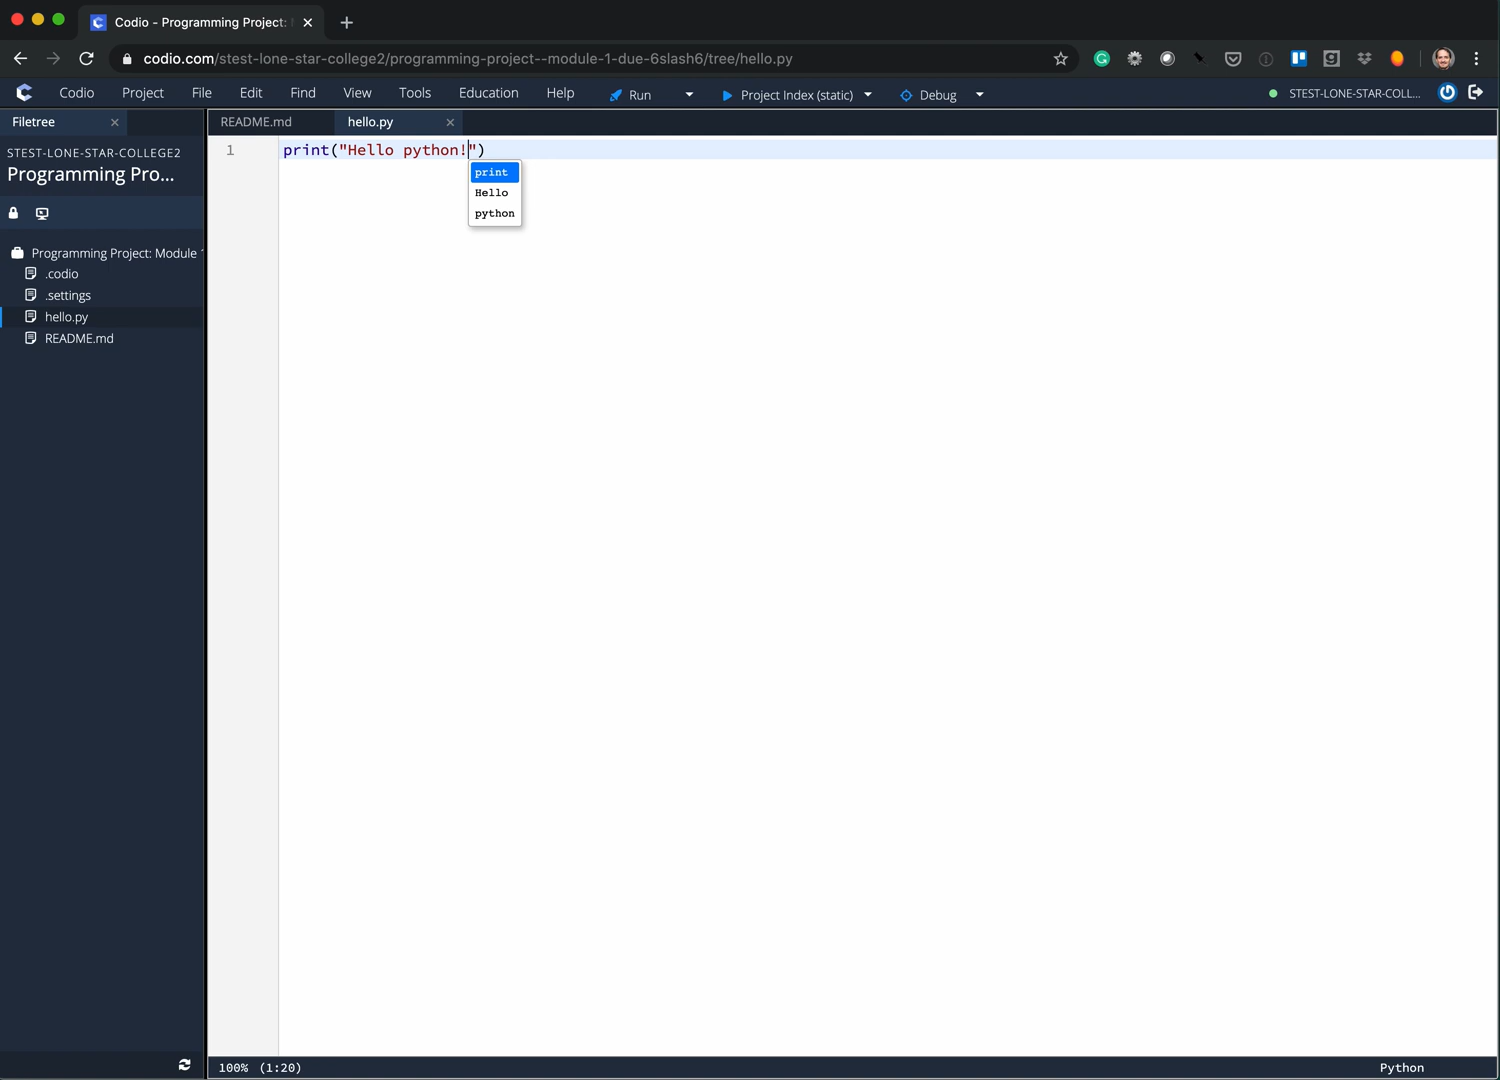 Codio - Programming Project:
codio.com/stest-lone-star-college2/programming-project--module-1-due-6slash6/tree/hello.py
Codio Project File Edit Find View Tools Education Help Run Project Index (static) Debug STEST-LONE-STAR-COLL...
Filetree
README.md hello.py
STEST-LONE-STAR-COLLEGE2
Programming Pro...
1 print("Hello python!")
print
Hello
python
Programming Project: Module
.codio
.settings
hello.py
README.md
100% (1:20) Python